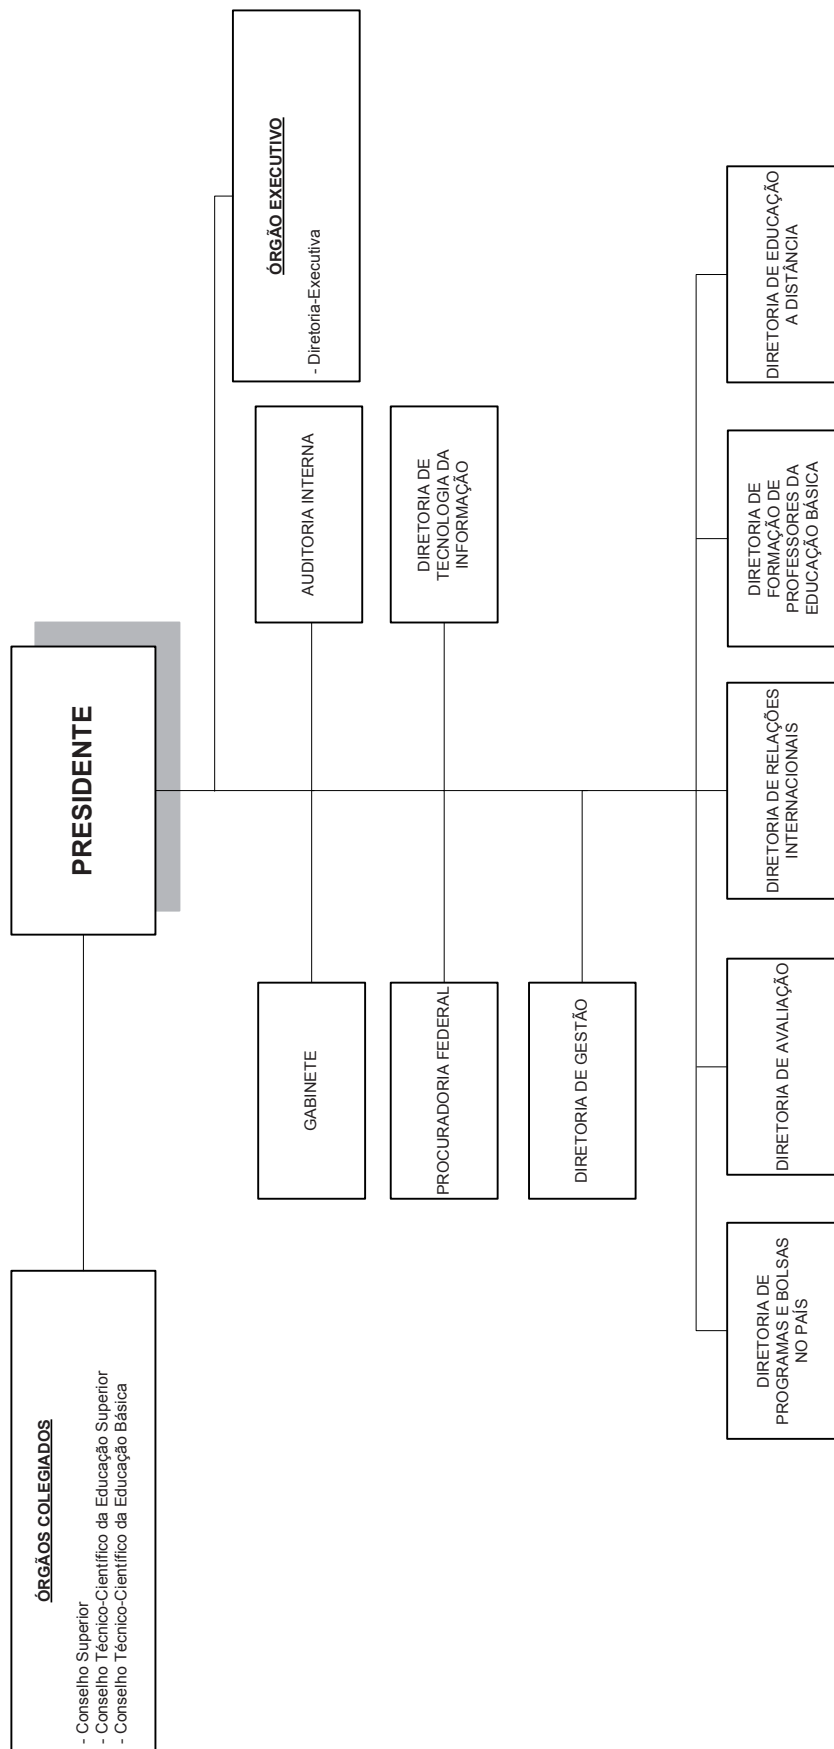 PRESIDENTE
ÓRGÃOS COLEGIADOS
- Conselho Superior
- Conselho Técnico-Científico da Educação Superior
- Conselho Técnico-Científico da Educação Básica
ÓRGÃO EXECUTIVO
- Diretoria-Executiva
GABINETE
AUDITORIA INTERNA
PROCURADORIA FEDERAL
DIRETORIA DE
TECNOLOGIA DA
INFORMAÇÃO
DIRETORIA DE GESTÃO
DIRETORIA DE
PROGRAMAS E BOLSAS
NO PAÍS
DIRETORIA DE AVALIAÇÃO
DIRETORIA DE RELAÇÕES
INTERNACIONAIS
DIRETORIA DE
FORMAÇÃO DE
PROFESSORES DA
EDUCAÇÃO BÁSICA
DIRETORIA DE EDUCAÇÃO
A DISTÂNCIA